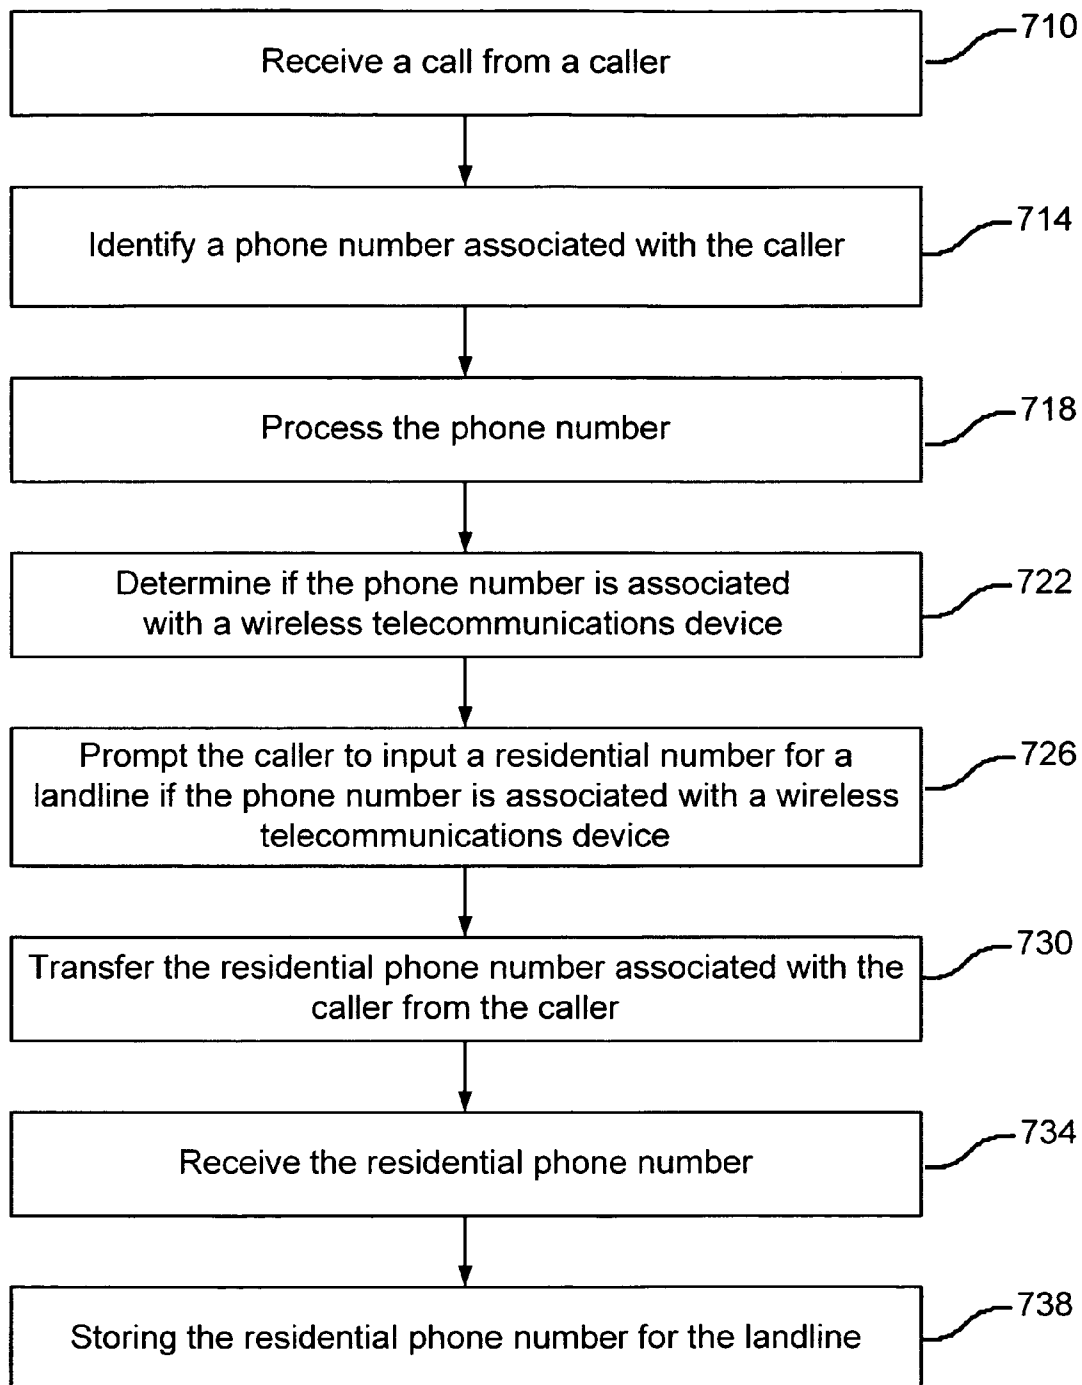 Receive a call from a caller
710
Identify a phone number associated with the caller
714
Process the phone number
718
Determine if the phone number is associated
with a wireless telecommunications device
722
Prompt the caller to input a residential number for a
landline if the phone number is associated with a wireless
telecommunications device
726
Transfer the residential phone number associated with the
caller from the caller
730
Receive the residential phone number
734
Storing the residential phone number for the landline
738